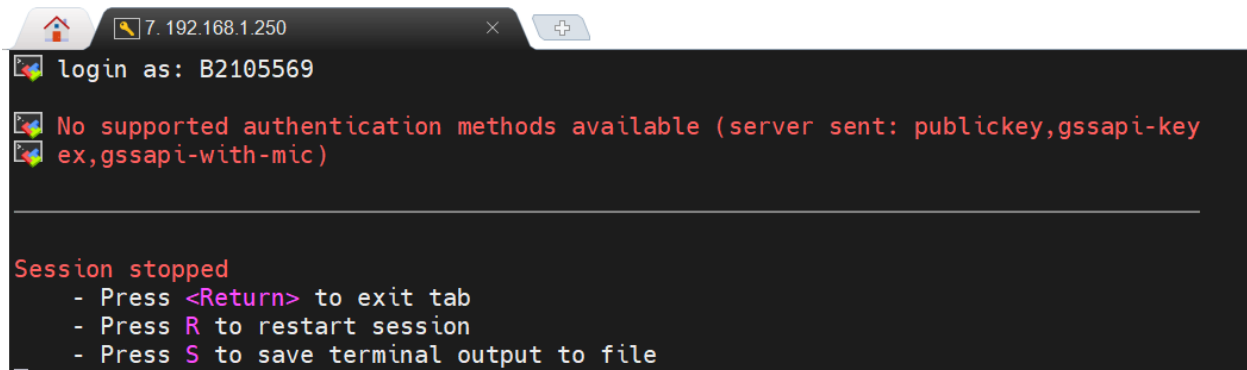 7. 192.168.1.250
login as: B2105569
No supported authentication methods available (server sent: publickey,gssapi-key
ex,gssapi-with-mic)
Session stopped
- Press <Return> to exit tab
- Press R to restart session
- Press S to save terminal output to file